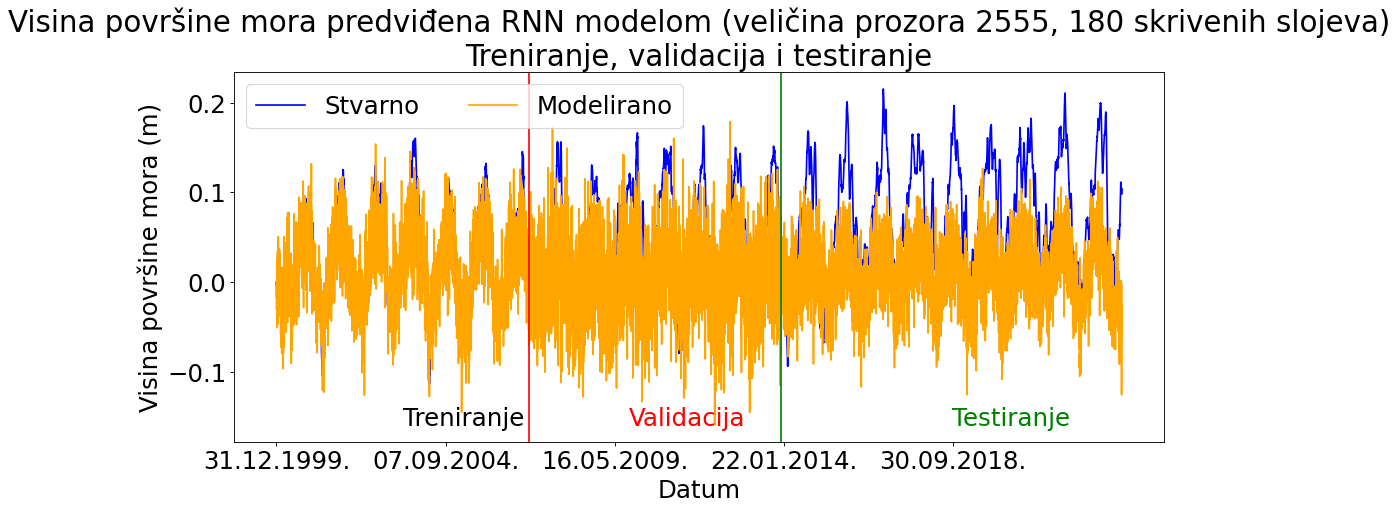 Visina površine mora predviđena RNN modelom (veličina prozora 2555, 180 skrivenih slojeva)
Treniranje, validacija i testiranje
Stvarno
Modelirano
Visina površine mora (m)
0.2
0.1
0.0
−0.1
Treniranje
Validacija
Testiranje
31.12.1999.
07.09.2004.
16.05.2009.
22.01.2014.
30.09.2018.
Datum